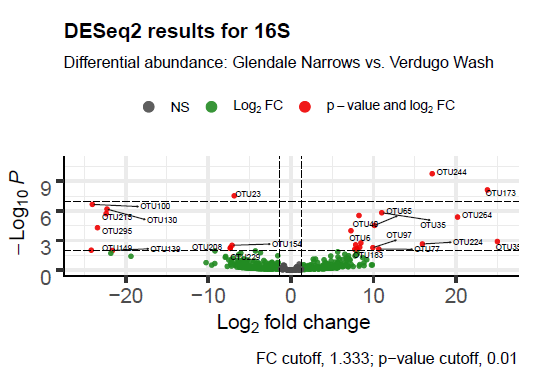 DESeq2 results for 16S
Differential abundance: Glendale Narrows vs. Verdugo Wash
NS Log2 FC p−value and log2 FC
−Log10 P
9
6
3
0
OTU244
OTU173
OTU23
OTU100
OTU130
OTU215
OTU295
OTU65
OTU35
OTU264
OTU6
OTU97
OTU149
OTU139
OTU208
OTU154
OTU229
OTU183
OTU77
OTU224
−20 −10 0 10 20
Log2 fold change
FC cutoff, 1.333; p−value cutoff, 0.01